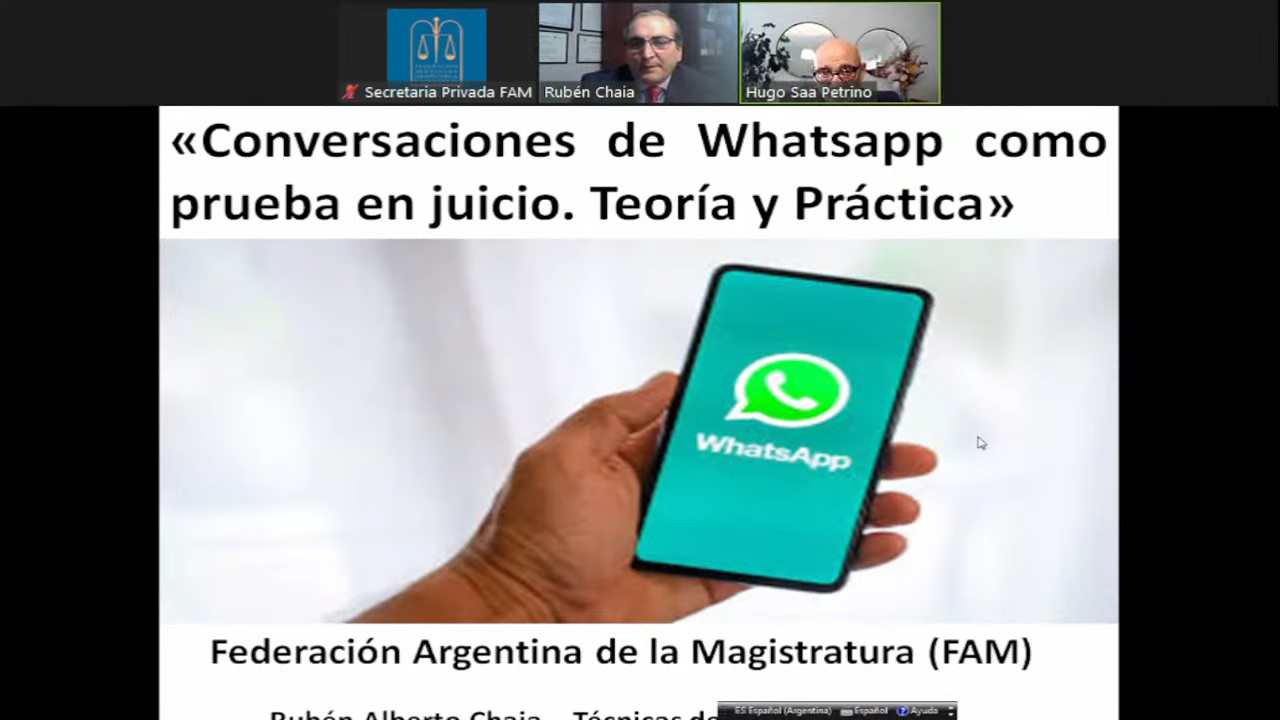 Secretaria Privada FAM
Rubén Chaia
Hugo Saa Petrino
«Conversaciones de Whatsapp como
prueba en juicio. Teoría y Práctica»
WhatsApp
Federación Argentina de la Magistratura (FAM)
Rubén Alberto Chaia – Técnicas de
ES Español (Argentina) Español Ayuda